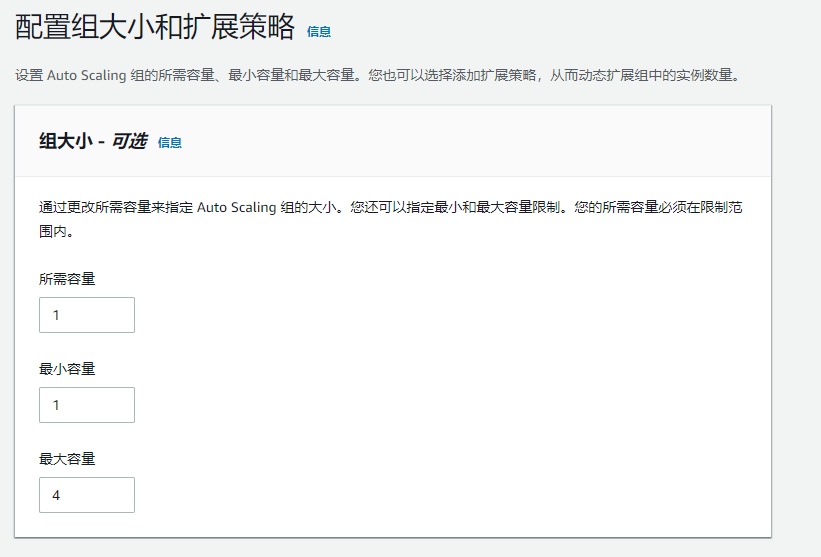 配置组大小和扩展策略 信息
设置 Auto Scaling 组的所需容量、最小容量和最大容量。您也可以选择添加扩展策略，从而动态扩展组中的实例数量。
组大小 - 可选 信息
通过更改所需容量来指定 Auto Scaling 组的大小。您还可以指定最小和最大容量限制。您的所需容量必须在限制范
围内。
所需容量
1
最小容量
1
最大容量
4